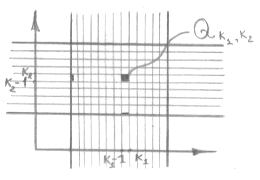 Q K₁, K₂
K₂
K₂-1
K₁-1 K₁